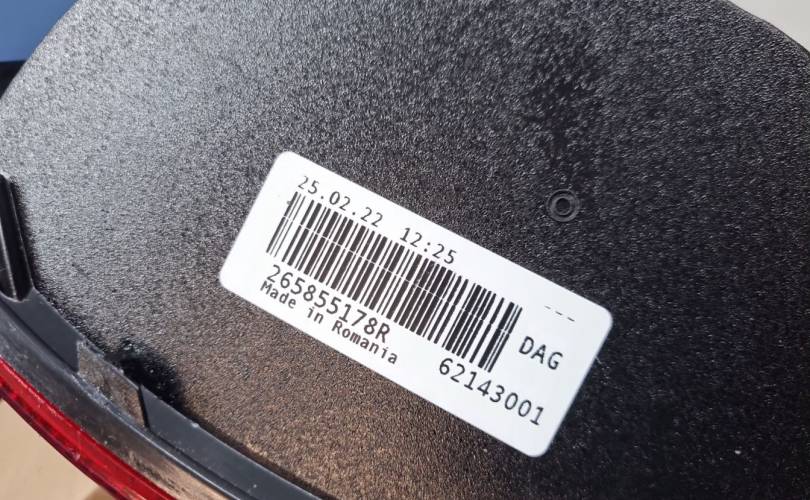 25.02.22 12:25
---
265855178R
DAG
Made in Romania
62143001